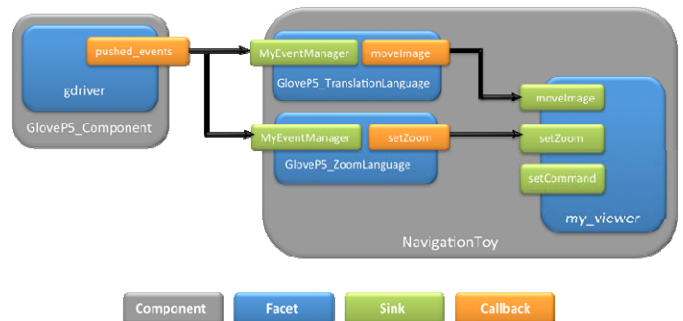 pushed_events
gdriver
GloveP5_Component
MyEventManager
moveImage
GloveP5_TranslationLanguage
MyEventManager
setZoom
GloveP5_ZoomLanguage
moveImage
setZoom
setCommand
my_viewer
NavigationToy
Component
Facet
Sink
Callback